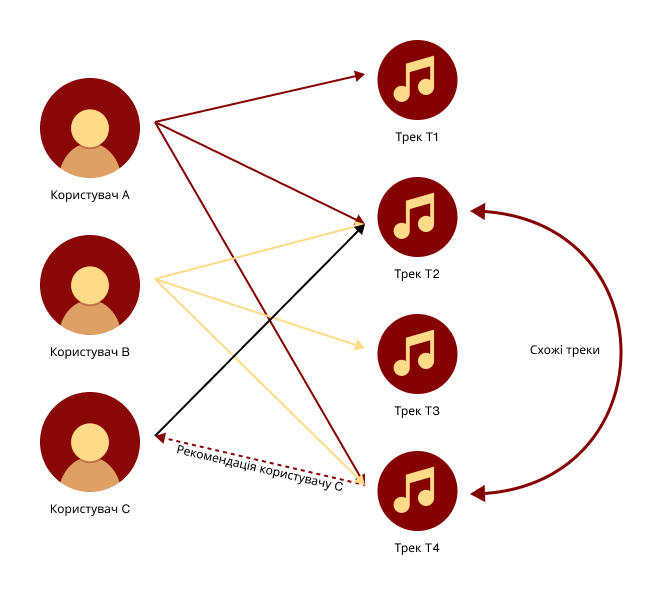 Трек T1
Користувач A
Трек T2
Користувач B
Схожі треки
Трек T3
Рекомендація користувачу C
Користувач C
Трек T4